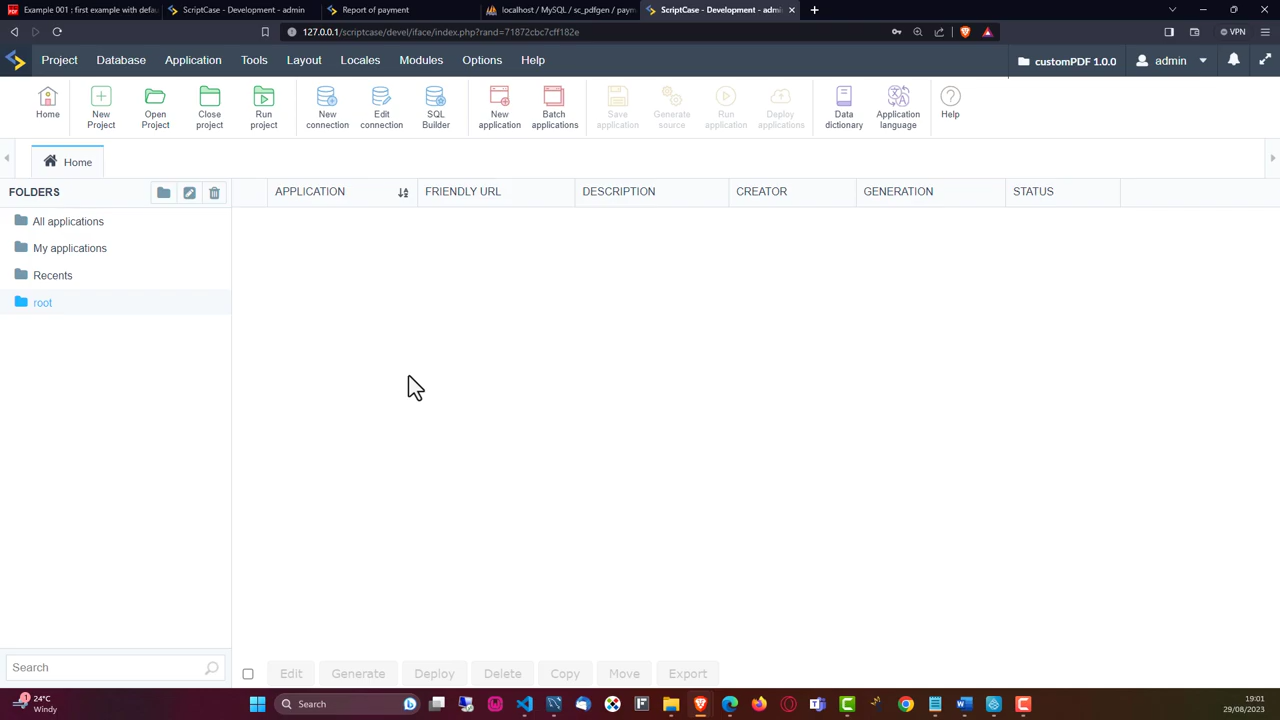 Example 001 : first example with defau
ScriptCase - Development - admin
Report of payment
localhost / MySQL / sc_pdfgen / paym
ScriptCase - Development - admin
127.0.0.1/scriptcase/devel/iface/index.php?rand=71872cbc7cff182e
VPN
Project Database Application Tools Layout Locales Modules Options Help
customPDF 1.0.0
admin
Home
New Project
Open Project
Close project
Run project
New connection
Edit connection
SQL Builder
New application
Batch applications
Save application
Generate source
Run application
Deploy applications
Data dictionary
Application language
Help
Home
FOLDERS
APPLICATION FRIENDLY URL DESCRIPTION CREATOR GENERATION STATUS
All applications
My applications
Recents
root
Search
Edit Generate Deploy Delete Copy Move Export
24°C
Windy
Search
19:01
29/08/2023